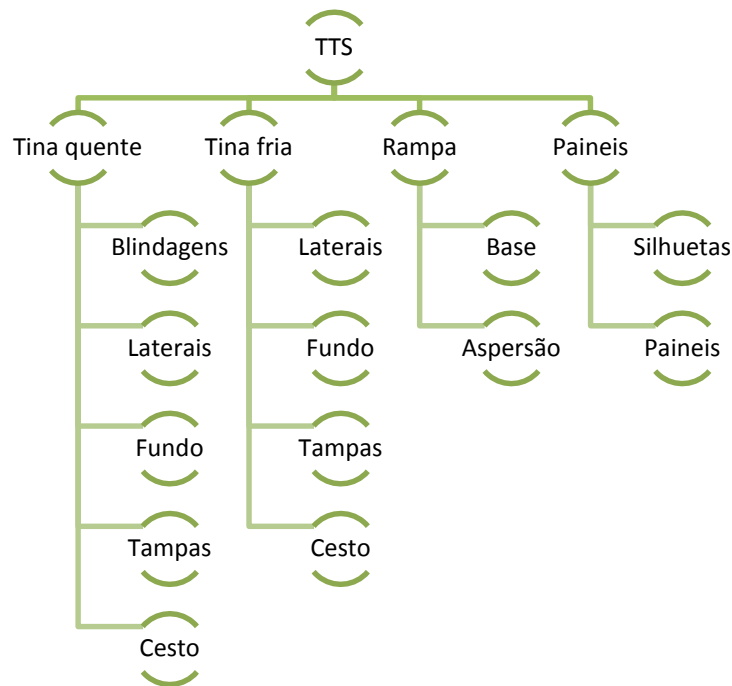 TTS
Tina quente
Tina fria
Rampa
Paineis
Blindagens
Laterais
Base
Silhuetas
Laterais
Fundo
Aspersão
Paineis
Fundo
Tampas
Tampas
Cesto
Cesto